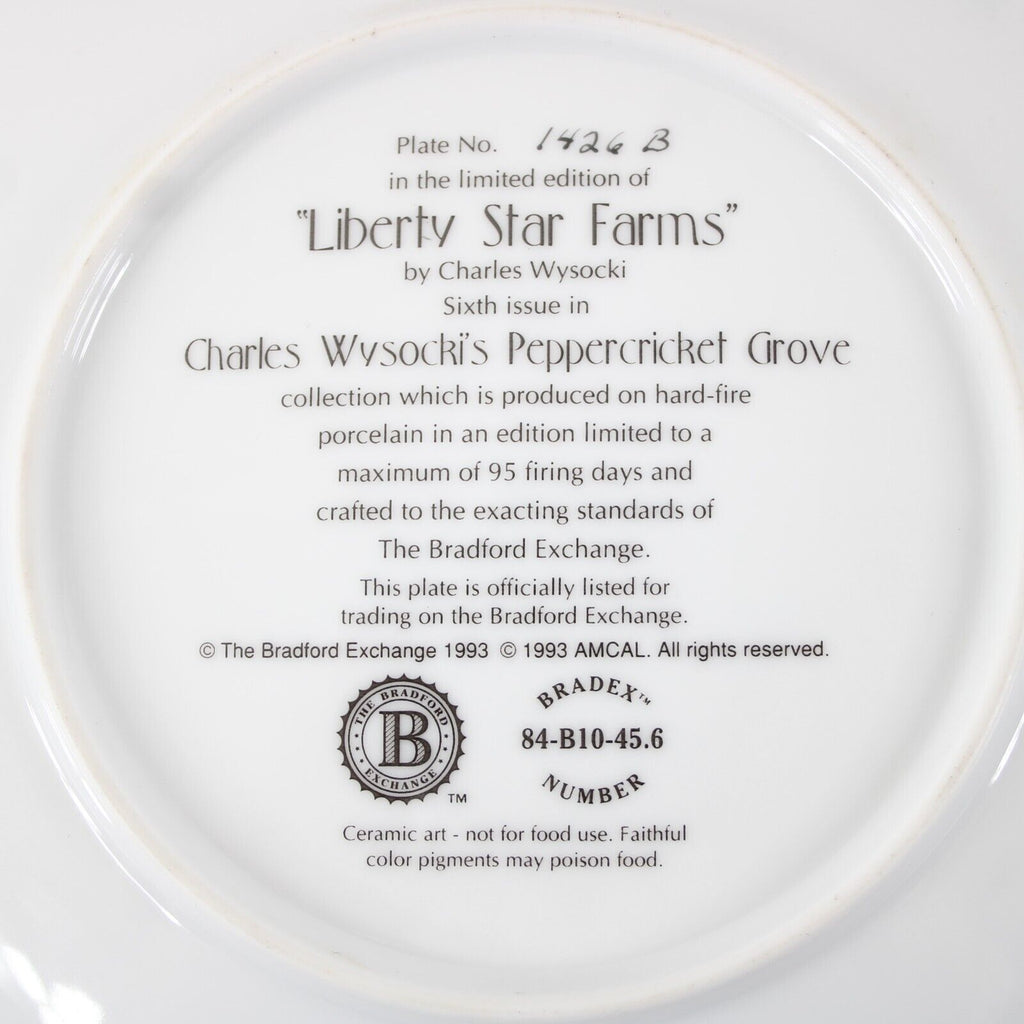 Plate No. 1426 B
in the limited edition of
"Liberty Star Farms"
by Charles Wysocki
Sixth issue in
Charles Wysocki's Peppercricket Grove
collection which is produced on hard-fire
porcelain in an edition limited to a
maximum of 95 firing days and
crafted to the exacting standards of
The Bradford Exchange.
This plate is officially listed for
trading on the Bradford Exchange.
© The Bradford Exchange 1993 © 1993 AMCAL. All rights reserved.
THE BRADFORD
B
EXCHANGE
TM
BRADEX™
84-B10-45.6
NUMBER
Ceramic art - not for food use. Faithful
color pigments may poison food.